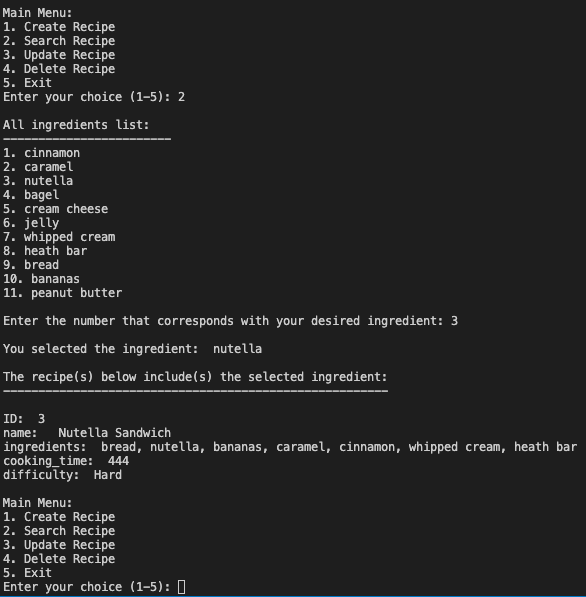 Main Menu:
1. Create Recipe
2. Search Recipe
3. Update Recipe
4. Delete Recipe
5. Exit
Enter your choice (1-5): 2
All ingredients list:
------------------------
1. cinnamon
2. caramel
3. nutella
4. bagel
5. cream cheese
6. jelly
7. whipped cream
8. heath bar
9. bread
10. bananas
11. peanut butter
Enter the number that corresponds with your desired ingredient: 3
You selected the ingredient:  nutella
The recipe(s) below include(s) the selected ingredient:
-------------------------------------------------------
ID:  3
name:   Nutella Sandwich
ingredients:  bread, nutella, bananas, caramel, cinnamon, whipped cream, heath bar
cooking_time:  444
difficulty:  Hard
Main Menu:
1. Create Recipe
2. Search Recipe
3. Update Recipe
4. Delete Recipe
5. Exit
Enter your choice (1-5):